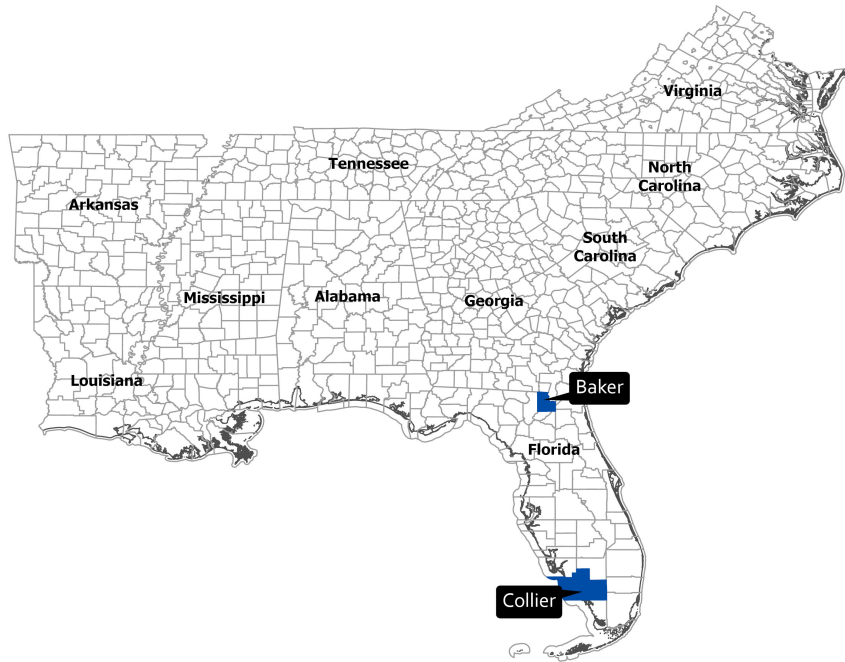 Virginia
Tennessee
North
Carolina
Arkansas
South
Carolina
Mississippi
Alabama
Georgia
Louisiana
Baker
Florida
Collier